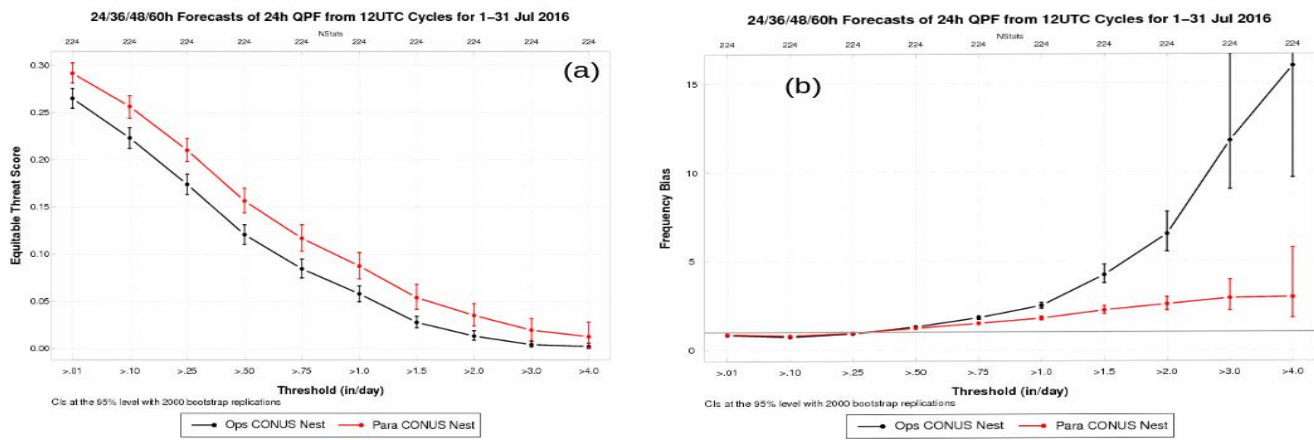 24/36/48/60h Forecasts of 24h QPF from 12UTC Cycles for 1–31 Jul 2016
NStats
224 224 224 224 224 224 224 224 224 224
(a)
0.30
0.25
0.20
0.15
0.10
0.05
0.00
Equitable Threat Score
>.01 >.10 >.25 >.50 >.75 >1.0 >1.5 >2.0 >3.0 >4.0
Threshold (in/day)
CIs at the 95% level with 2000 bootstrap replications
Ops CONUS Nest Para CONUS Nest
24/36/48/60h Forecasts of 24h QPF from 12UTC Cycles for 1–31 Jul 2016
NStats
224 224 224 224 224 224 224 224 224 224
(b)
15
10
5
0
Frequency Bias
>.01 >.10 >.25 >.50 >.75 >1.0 >1.5 >2.0 >3.0 >4.0
Threshold (in/day)
CIs at the 95% level with 2000 bootstrap replications
Ops CONUS Nest Para CONUS Nest